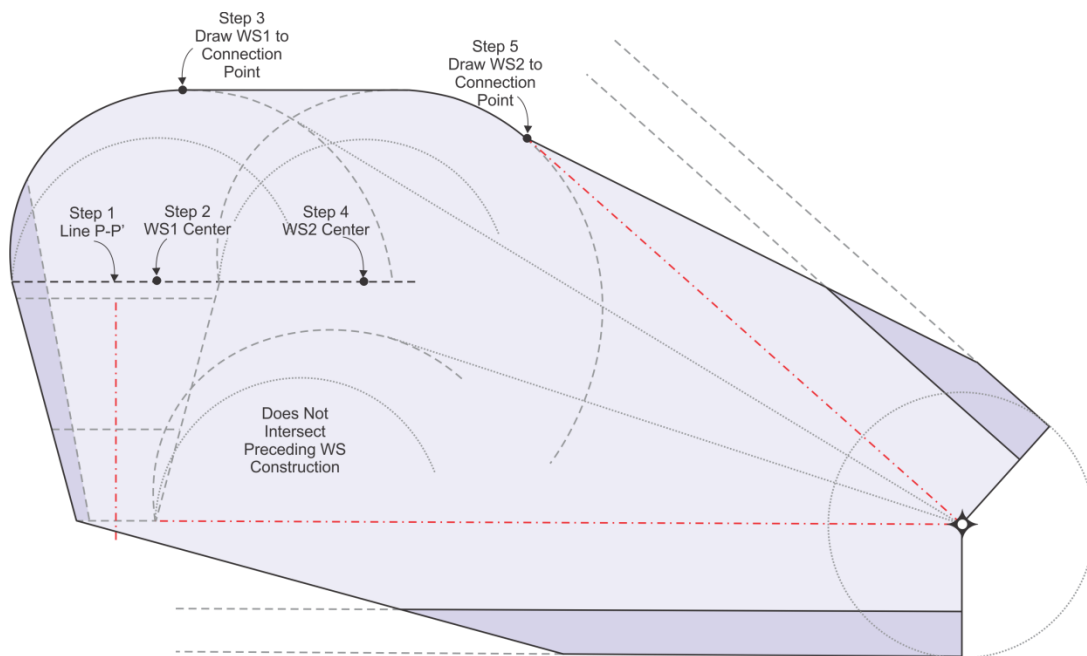 Step 3
Draw WS1 to
Connection
Point
Step 5
Draw WS2 to
Connection
Point
Step 1
Line P-P'
Step 2
WS1 Center
Step 4
WS2 Center
Does Not
Intersect
Preceding WS
Construction